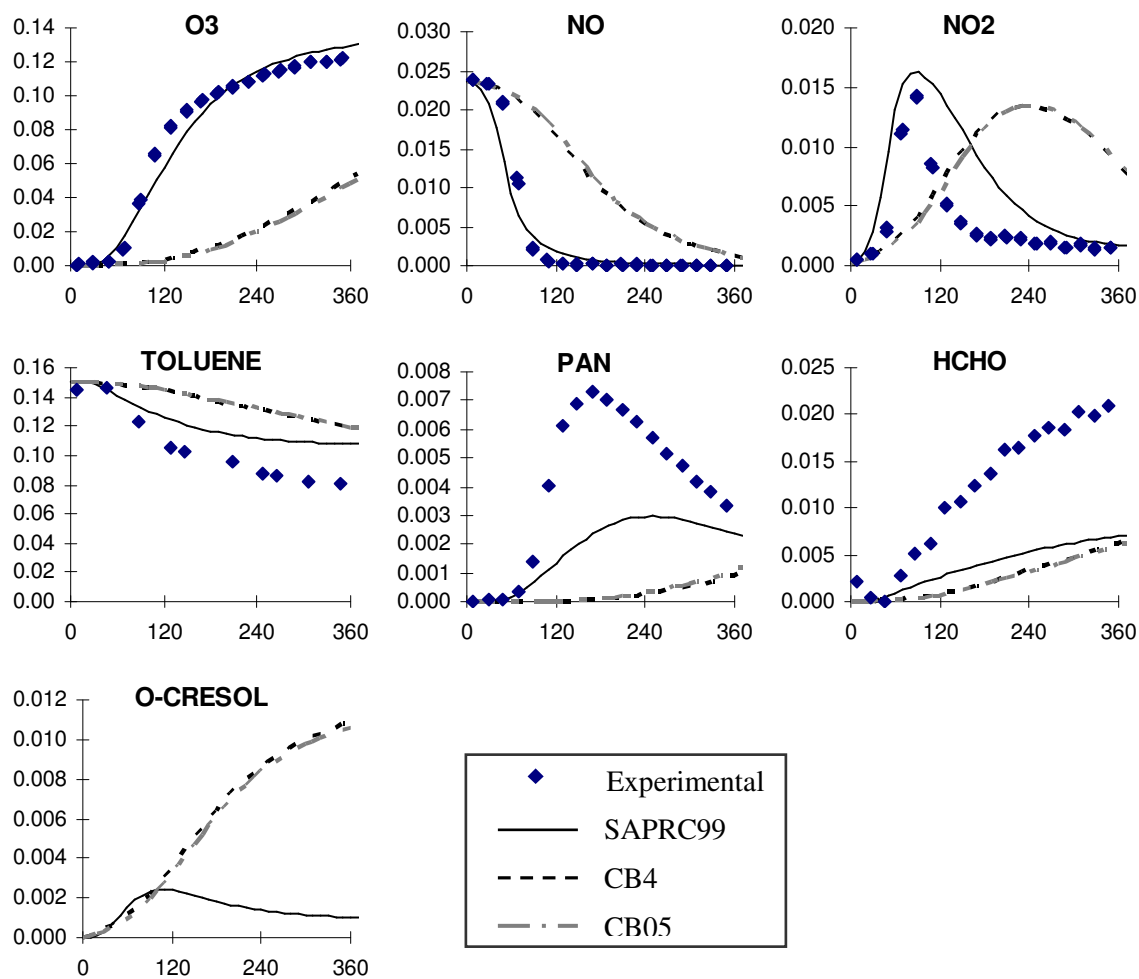 O3
0.14
0.12
0.10
0.08
0.06
0.04
0.02
0.00
0 120 240 360
NO
0.030
0.025
0.020
0.015
0.010
0.005
0.000
0 120 240 360
NO2
0.020
0.015
0.010
0.005
0.000
0 120 240 360
TOLUENE
0.16
0.14
0.12
0.10
0.08
0.06
0.04
0.02
0.00
0 120 240 360
PAN
0.008
0.007
0.006
0.005
0.004
0.003
0.002
0.001
0.000
0 120 240 360
HCHO
0.025
0.020
0.015
0.010
0.005
0.000
0 120 240 360
O-CRESOL
0.012
0.010
0.008
0.006
0.004
0.002
0.000
0 120 240 360
Experimental
SAPRC99
CB4
CB05